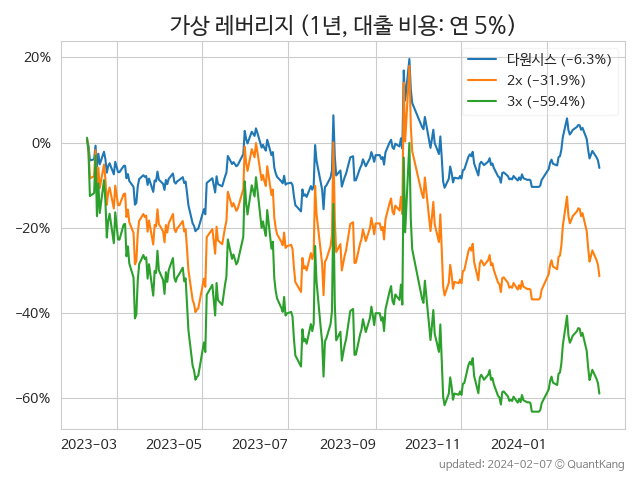 가상 레버리지 (1년, 대출 비용: 연 5%)
다원시스 (−6.3%)
2x (−31.9%)
3x (−59.4%)
20%
0%
−20%
−40%
−60%
2023-03 2023-05 2023-07 2023-09 2023-11 2024-01
updated: 2024-02-07 © QuantKang